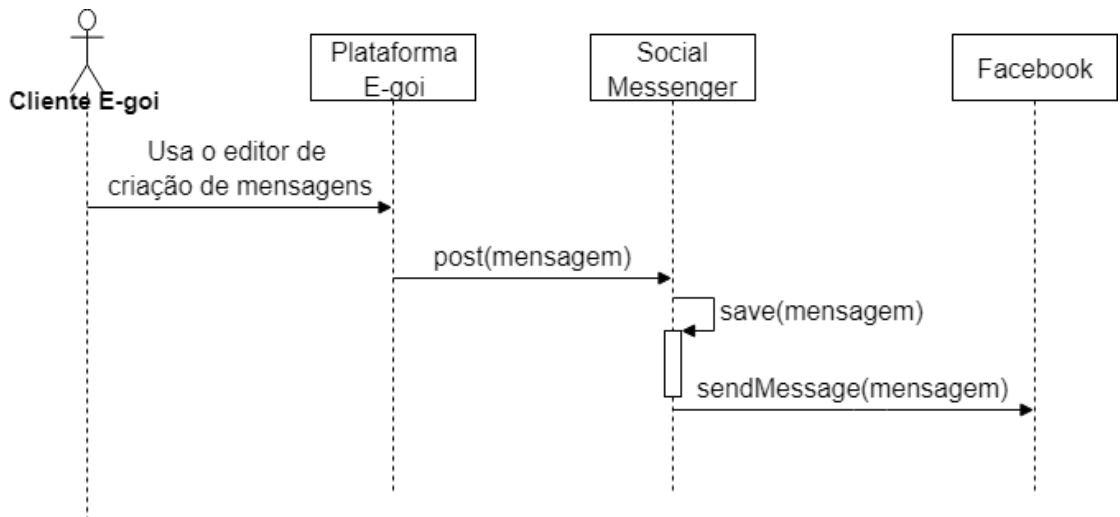 Cliente E-goi
Plataforma
E-goi
Social
Messenger
Facebook
Usa o editor de
criação de mensagens
post(mensagem)
save(mensagem)
sendMessage(mensagem)